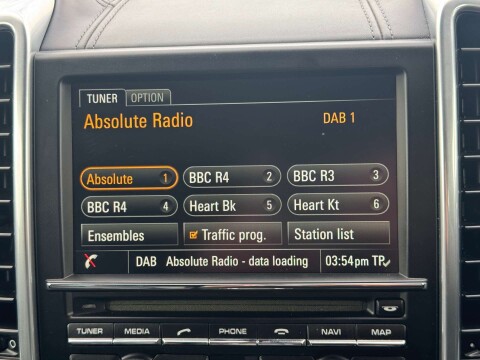 TUNER OPTION
Absolute Radio DAB 1
Absolute 1 BBC R4 2 BBC R3 3
BBC R4 4 Heart Bk 5 Heart Kt 6
Ensembles Traffic prog. Station list
DAB Absolute Radio - data loading 03:54pm TP
TUNER MEDIA PHONE NAVI MAP